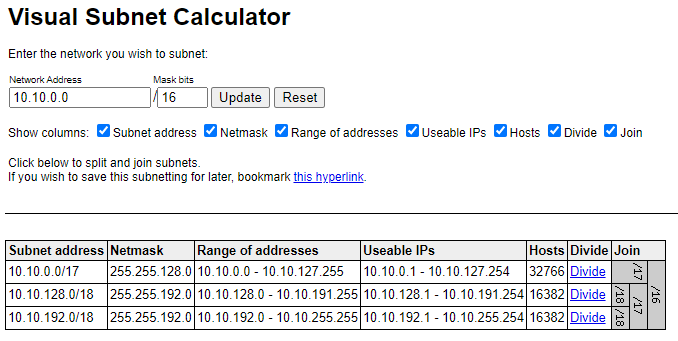 Visual Subnet Calculator
Enter the network you wish to subnet:
Network Address Mask bits
10.10.0.0 / 16 Update Reset
Show columns: Subnet address Netmask Range of addresses Useable IPs Hosts Divide Join
Click below to split and join subnets.
If you wish to save this subnetting for later, bookmark this hyperlink.
Subnet address Netmask Range of addresses Useable IPs Hosts Divide Join
10.10.0.0/17 255.255.128.0 10.10.0.0 - 10.10.127.255 10.10.0.1 - 10.10.127.254 32766 Divide /17 /16
10.10.128.0/18 255.255.192.0 10.10.128.0 - 10.10.191.255 10.10.128.1 - 10.10.191.254 16382 Divide /18 /17
10.10.192.0/18 255.255.192.0 10.10.192.0 - 10.10.255.255 10.10.192.1 - 10.10.255.254 16382 Divide /18